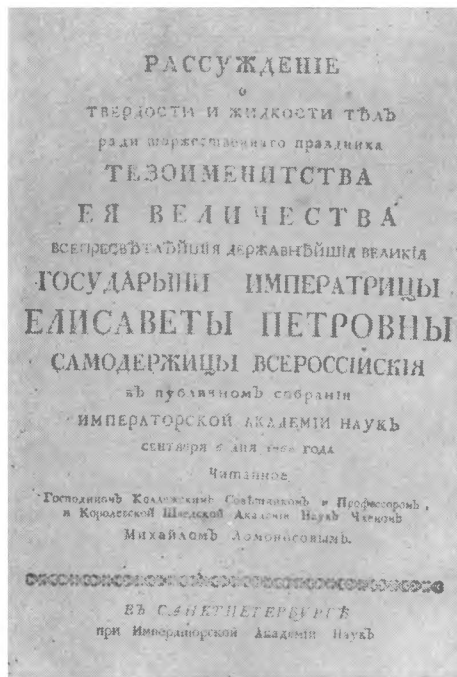 РАССУЖДЕНІЕ
о
ТВЕРДОСТИ И ЖИДКОСТИ ТѢЛЪ
ради торжественнаго праздника
ТЕЗОИМЕНИТСТВА
ЕЯ ВЕЛИЧЕСТВА
ВСЕПРЕСВѢТЛѢЙШІЯ ДЕРЖАВНѢЙШІЯ ВЕЛИКІЯ
ГОСУДАРЫНИ ИМПЕРАТРИЦЫ
ЕЛИСАВЕТЫ ПЕТРОВНЫ
САМОДЕРЖИЦЫ ВСЕРОССІЙСКІЯ
въ публичномъ собраніи
ИМПЕРАТОРСКОЙ АКАДЕМІИ НАУКЪ
СЕНТЯБРЯ 6 ДНЯ ГОДА
Читанное
Господиномъ Коллежскимъ Совѣтникомъ и Профессоромъ,
и Королевской Шведской Академіи Наукъ Членомъ
Михайломъ Ломоносовымъ.
ВЪ САНКТПЕТЕРБУРГѢ
при Императорской Академіи Наукъ